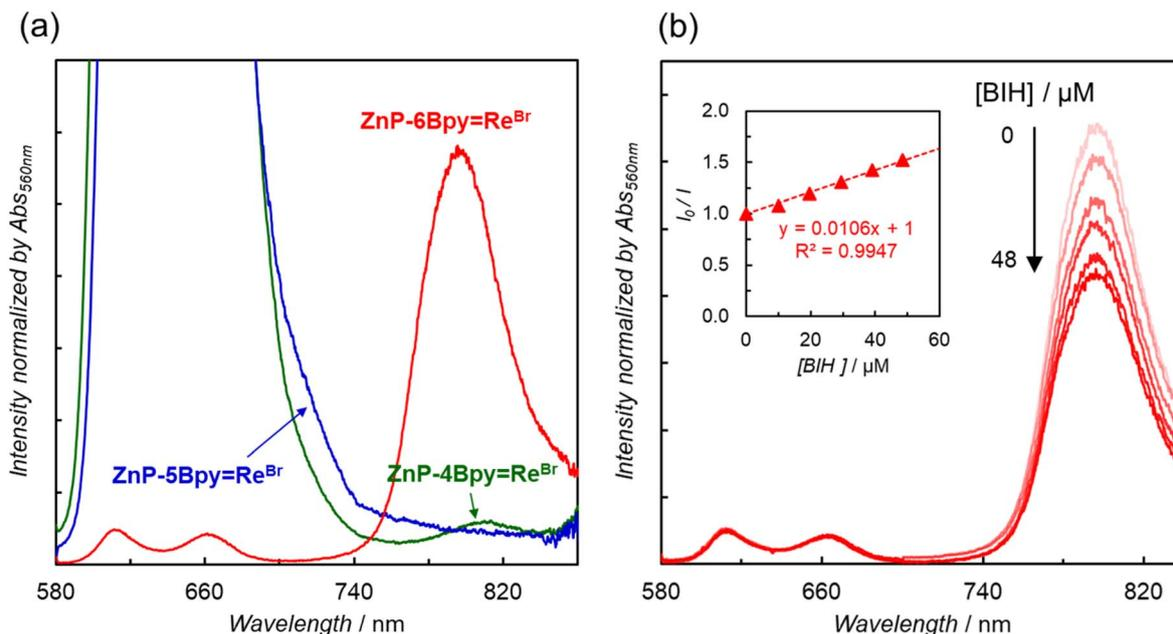 (a)
Intensity normalized by Abs560nm
ZnP-6Bpy=ReBr
ZnP-5Bpy=ReBr
ZnP-4Bpy=ReBr
580 660 740 820
Wavelength / nm
(b)
Intensity normalized by Abs560nm
[BIH] / µM
0
48
2.0
1.5
1.0
0.5
0.0
I0 / I
y = 0.0106x + 1
R² = 0.9947
0 20 40 60
[BIH ] / µM
580 660 740 820
Wavelength / nm